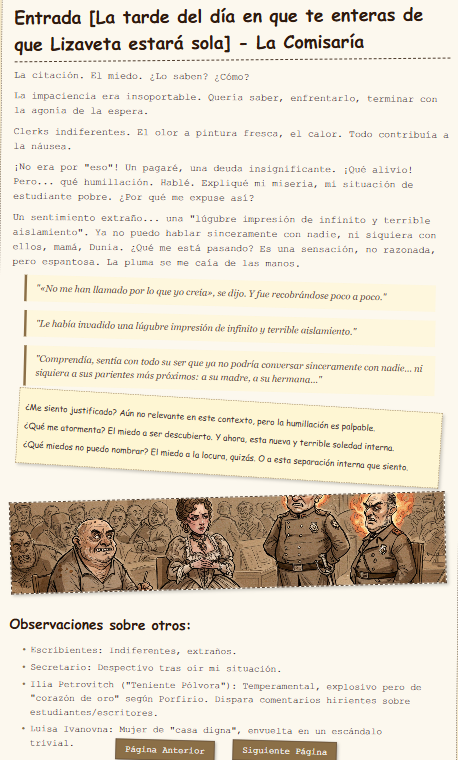 Entrada [La tarde del día en que te enteras de
que Lizaveta estará sola] - La Comisaría
La citación. El miedo. ¿Lo saben? ¿Cómo?
La impaciencia era insoportable. Quería saber, enfrentarlo, terminar con
la agonía de la espera.
Clerks indiferentes. El olor a pintura fresca, el calor. Todo contribuía a
la náusea.
¡No era por "eso"! Un pagaré, una deuda insignificante. ¡Qué alivio!
Pero... qué humillación. Hablé. Expliqué mi miseria, mi situación de
estudiante pobre. ¿Por qué me expuse así?
Un sentimiento extraño... una "lúgubre impresión de infinito y terrible
aislamiento". Ya no puedo hablar sinceramente con nadie, ni siquiera con
ellos, mamá, Dunia. ¿Qué me está pasando? Es una sensación, no razonada,
pero espantosa. La pluma se me caía de las manos.
"«No me han llamado por lo que yo creía», se dijo. Y fue recobrándose poco a poco."
"Le había invadido una lúgubre impresión de infinito y terrible aislamiento."
"Comprendía, sentía con todo su ser que ya no podría conversar sinceramente con nadie... ni
siquiera a sus parientes más próximos: a su madre, a su hermana..."
¿Me siento justificado? Aún no relevante en este contexto, pero la humillación es palpable.
¿Qué me atormenta? El miedo a ser descubierto. Y ahora, esta nueva y terrible soledad interna.
¿Qué miedos no puedo nombrar? El miedo a la locura, quizás. O a esta separación interna que siento.
Observaciones sobre otros:
• Escribientes: Indiferentes, extraños.
• Secretario: Despectivo tras oír mi situación.
• Ilia Petrovitch ("Teniente Pólvora"): Temperamental, explosivo pero de
"corazón de oro" según Porfirio. Dispara comentarios hirientes sobre
estudiantes/escritores.
• Luisa Ivanovna: Mujer de "casa digna", envuelta en un escándalo
trivial.
Página Anterior
Siguiente Página